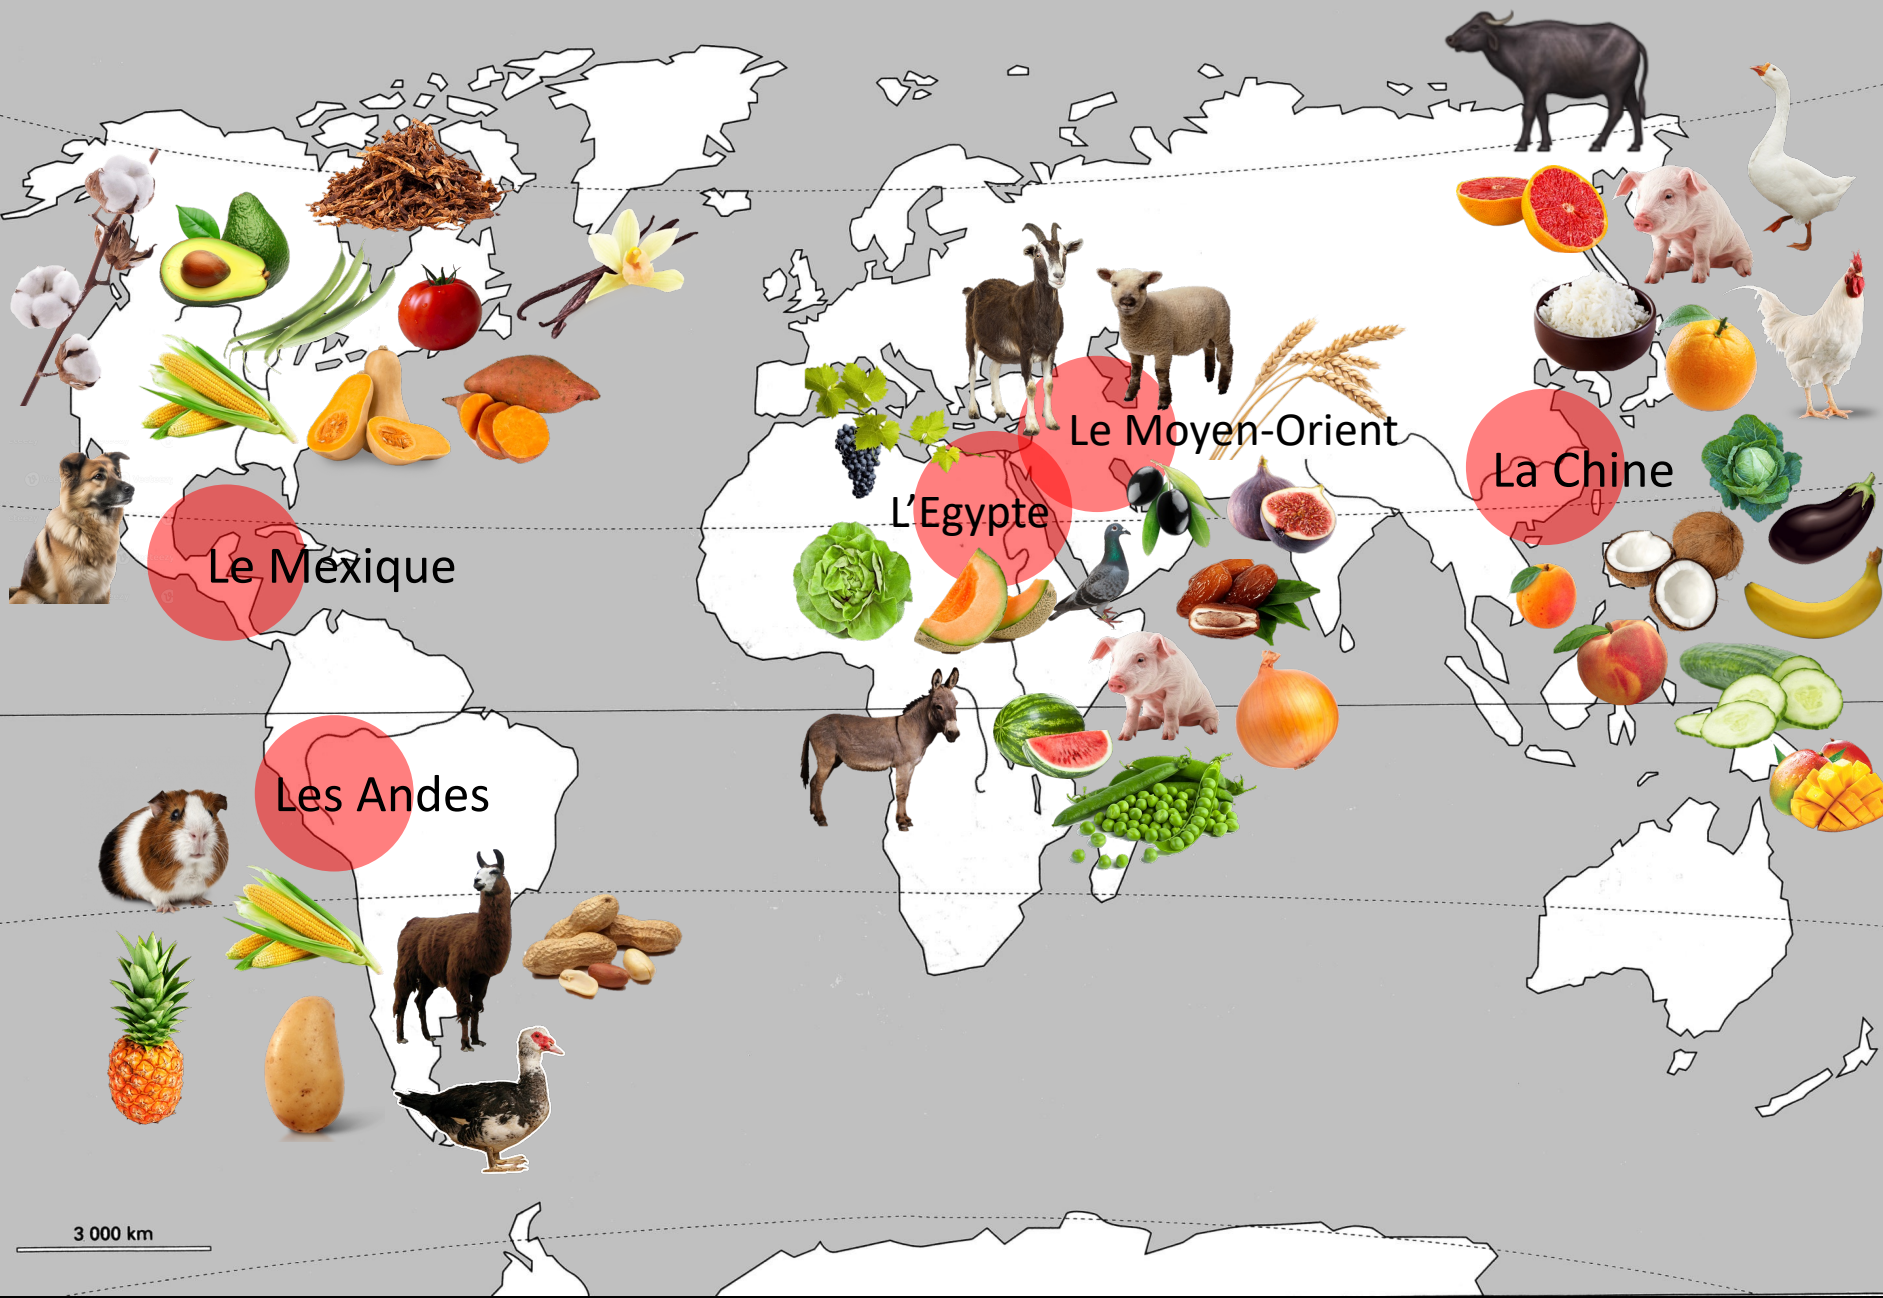 Le Moyen-Orient
La Chine
L'Egypte
Le Mexique
Les Andes
3 000 km